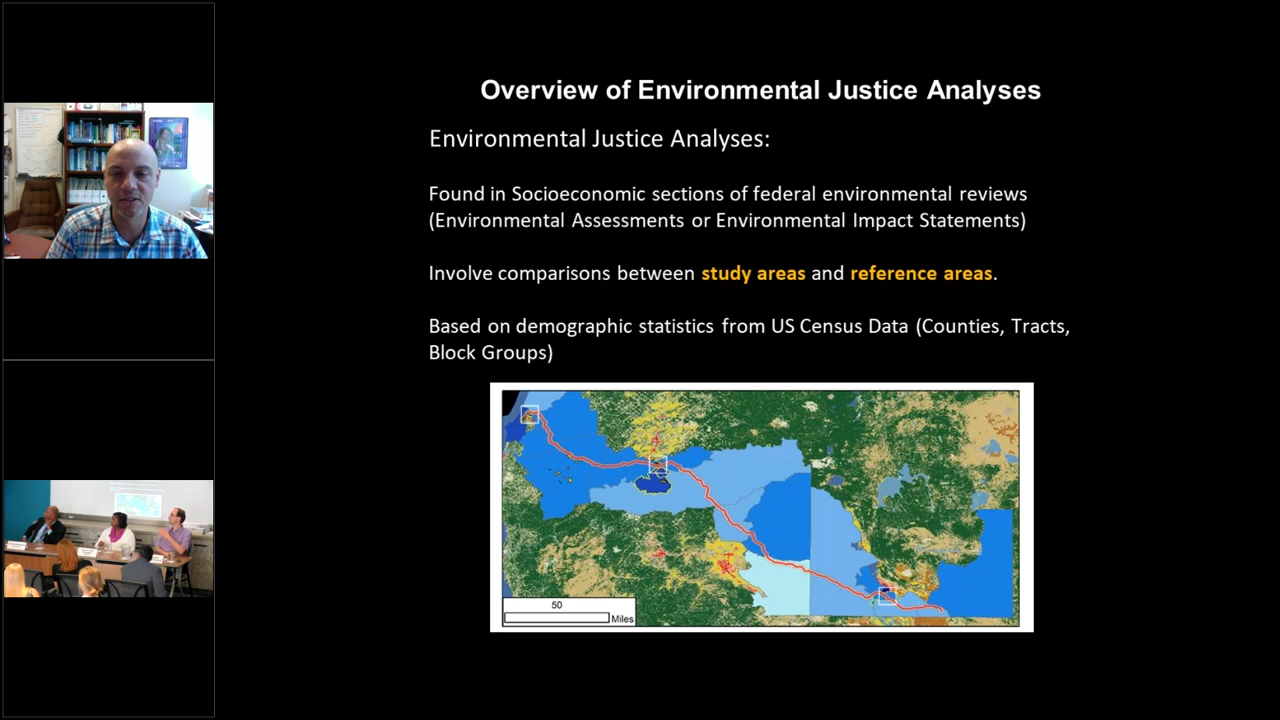 Overview of Environmental Justice Analyses
Environmental Justice Analyses:
Found in Socioeconomic sections of federal environmental reviews
(Environmental Assessments or Environmental Impact Statements)
Involve comparisons between study areas and reference areas.
Based on demographic statistics from US Census Data (Counties, Tracts,
Block Groups)
50
Miles